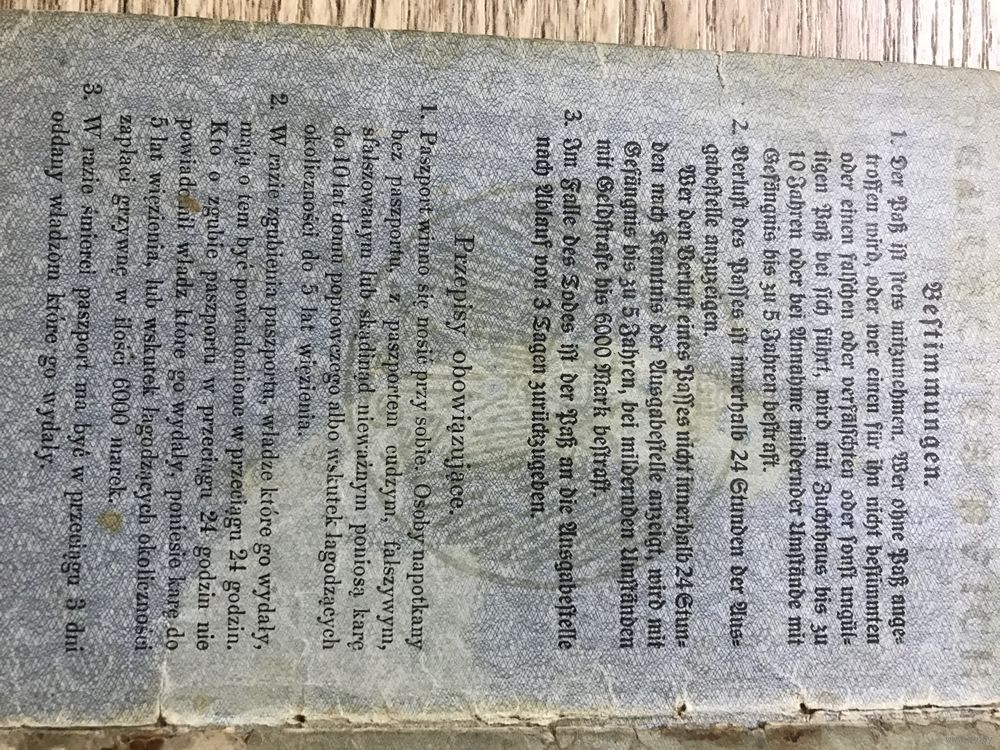 Bestimmungen.
1. Der Paß ist stets mitzunehmen. Wer ohne Paß ange-
troffen wird, oder wer einen für ihn nicht bestimmten
oder einen falschen oder verfälschten oder sonst ungül-
tigen Paß bei sich führt, wird mit Zuchthaus bis zu
10 Jahren oder bei Annahme mildernder Umstände mit
Gefängnis bis zu 5 Jahren bestraft.
2. Verlust des Passes ist innerhalb 24 Stunden der Aus-
gabestelle anzuzeigen.
Wer den Verlust eines Passes nicht innerhalb 24 Stun-
den nach Kenntnis der Ausgabestelle anzeigt, wird mit
Gefängnis bis zu 5 Jahren, bei mildernden Umständen
mit Geldstrafe bis 6000 Mark bestraft.
3. Im Falle des Todes ist der Paß an die Ausgabestelle
nach Ablauf von 3 Tagen zurückzugeben.
Przepisy obowiązujące.
1. Paszport winno się nosić przy sobie. Osoby napotkany
bez paszportu, z paszportem cudzym, fałszywym,
sfałszowanym lub skądinąd nieważnym poniosą karę
do 10 lat domu poprawczego albo wskutek łagodzących
okoliczności do 5 lat więzienia.
2. W razie zgubienia paszportu, władze które go wydały,
mają o tem być powiadomione w przeciągu 24 godzin.
Kto o zgubie paszportu w przeciągu 24 godzin nie
powiadomił władz które go wydały, poniesie karę do
5 lat więzienia, lub wskutek łagodzących okoliczności
zapłaci grzywnę w ilości 6000 marek.
3. W razie śmierci paszport ma być w przeciągu 3 dni
oddany władzom które go wydały.